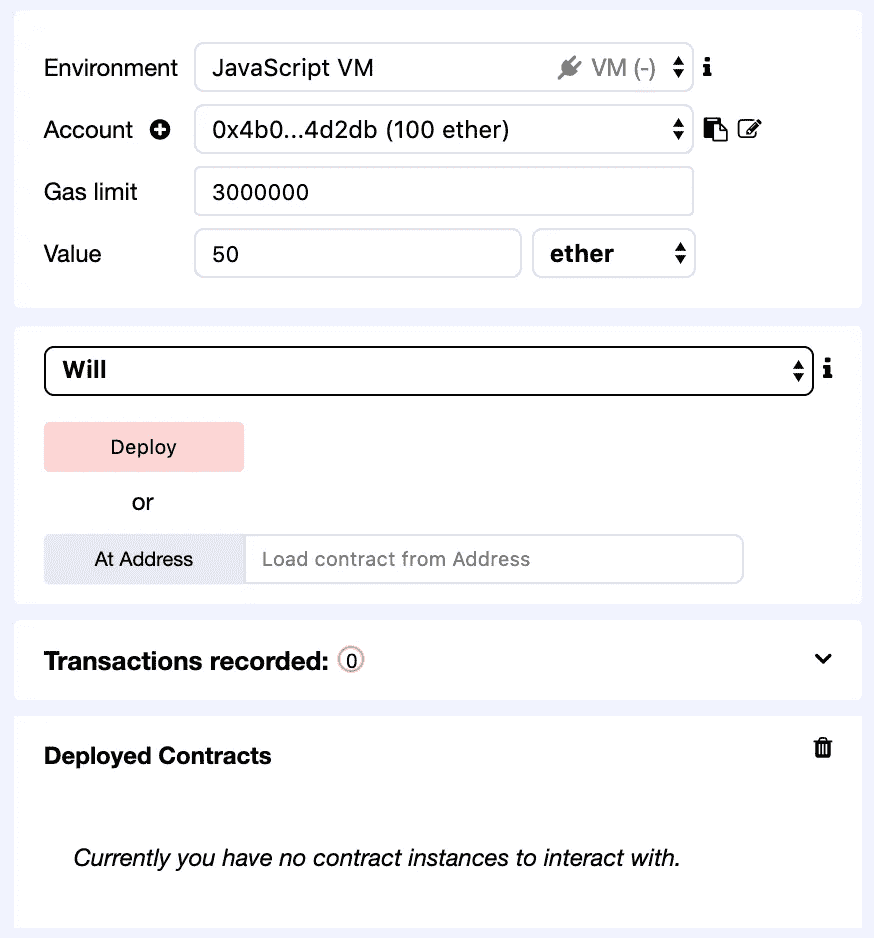 Environment JavaScript VM VM (-)
Account 0x4b0...4d2db (100 ether)
Gas limit 3000000
Value 50 ether
Will
Deploy
or
At Address Load contract from Address
Transactions recorded: 0
Deployed Contracts
Currently you have no contract instances to interact with.